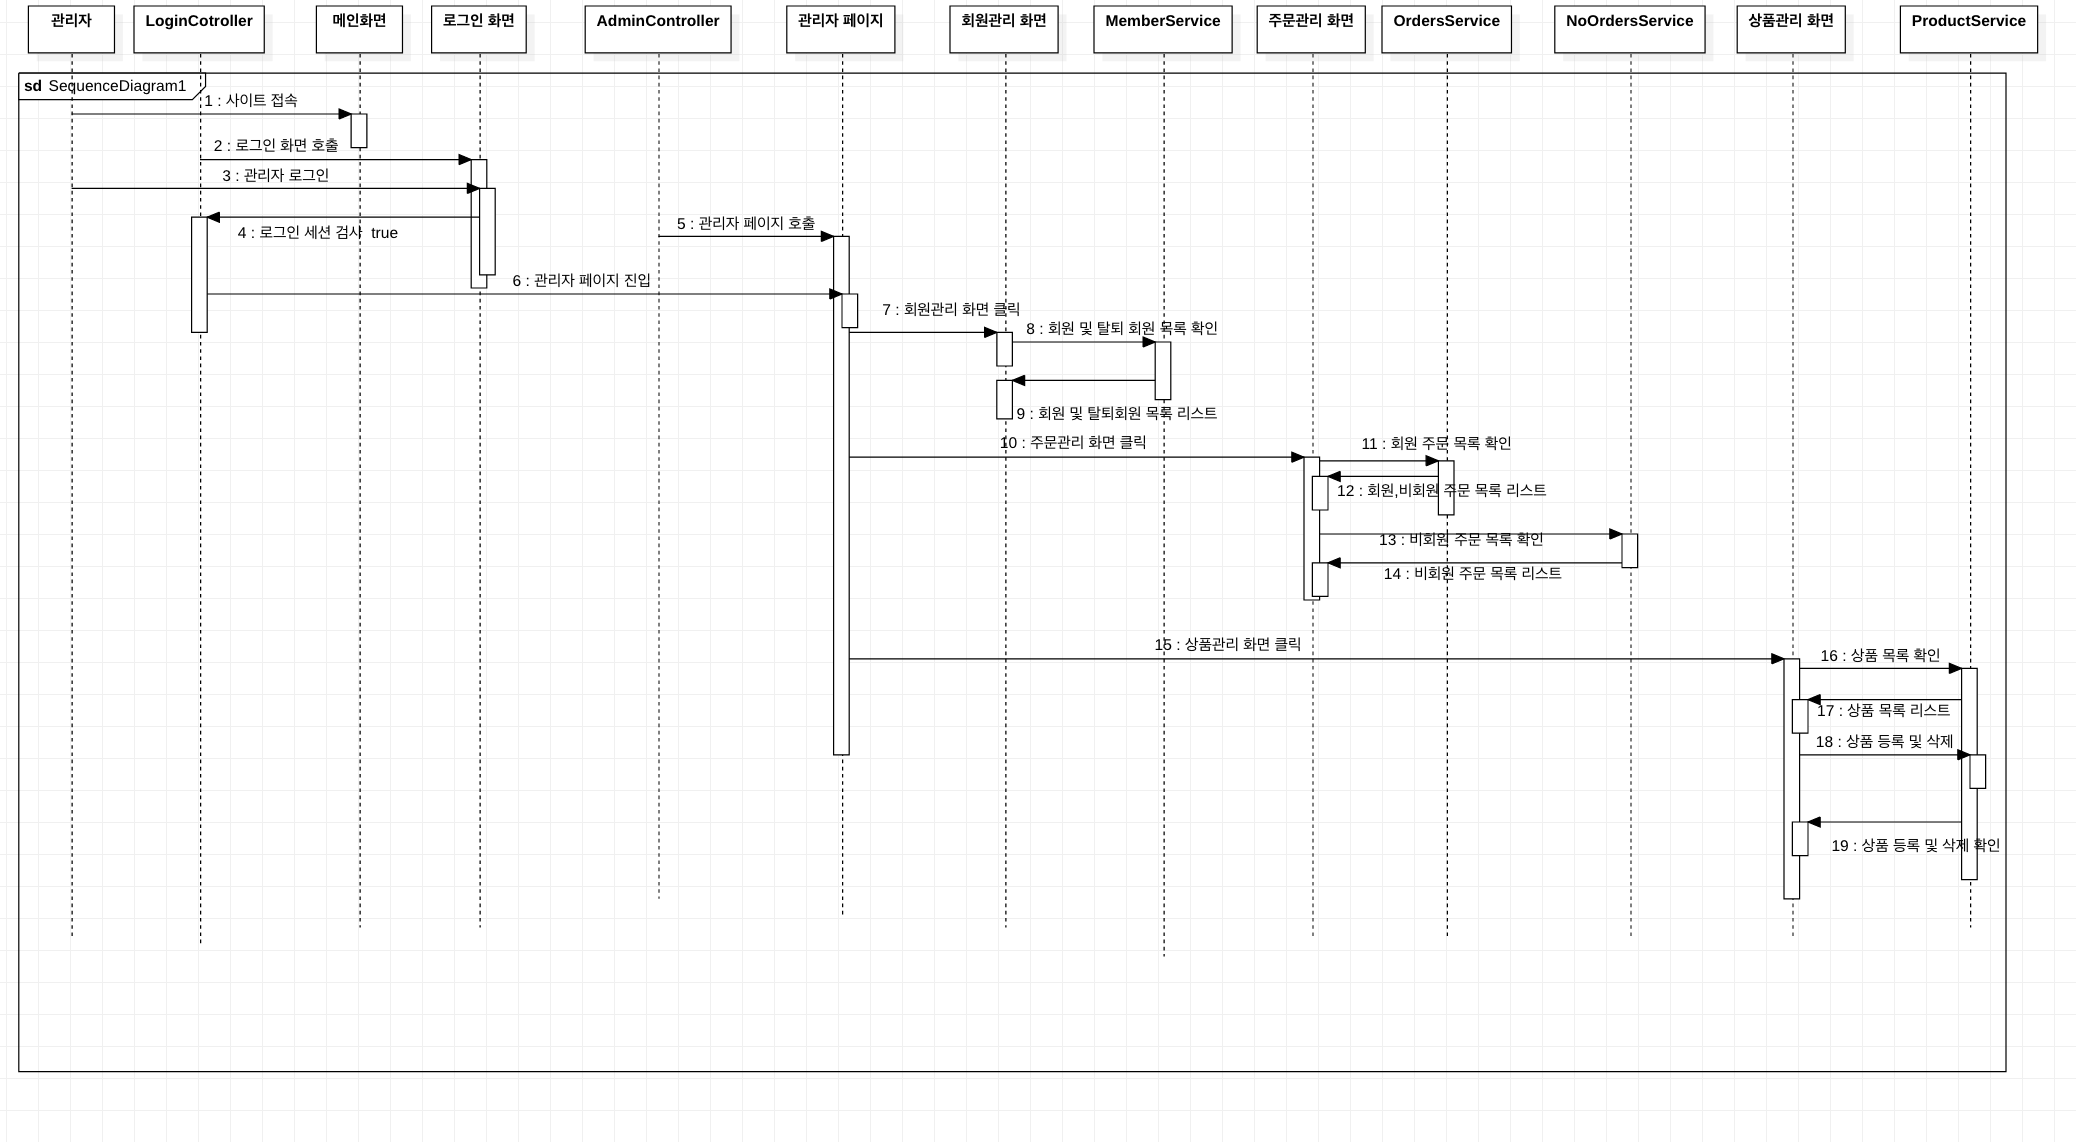 관리자
LoginCotroller
메인화면
로그인 화면
AdminController
관리자 페이지
회원관리 화면
MemberService
주문관리 화면
OrdersService
NoOrdersService
상품관리 화면
ProductService
sd SequenceDiagram1
1 : 사이트 접속
2 : 로그인 화면 호출
3 : 관리자 로그인
4 : 로그인 세션 검사 true
5 : 관리자 페이지 호출
6 : 관리자 페이지 진입
7 : 회원관리 화면 클릭
8 : 회원 및 탈퇴 회원 목록 확인
9 : 회원 및 탈퇴회원 목록 리스트
10 : 주문관리 화면 클릭
11 : 회원 주문 목록 확인
12 : 회원,비회원 주문 목록 리스트
13 : 비회원 주문 목록 확인
14 : 비회원 주문 목록 리스트
15 : 상품관리 화면 클릭
16 : 상품 목록 확인
17 : 상품 목록 리스트
18 : 상품 등록 및 삭제
19 : 상품 등록 및 삭제 확인